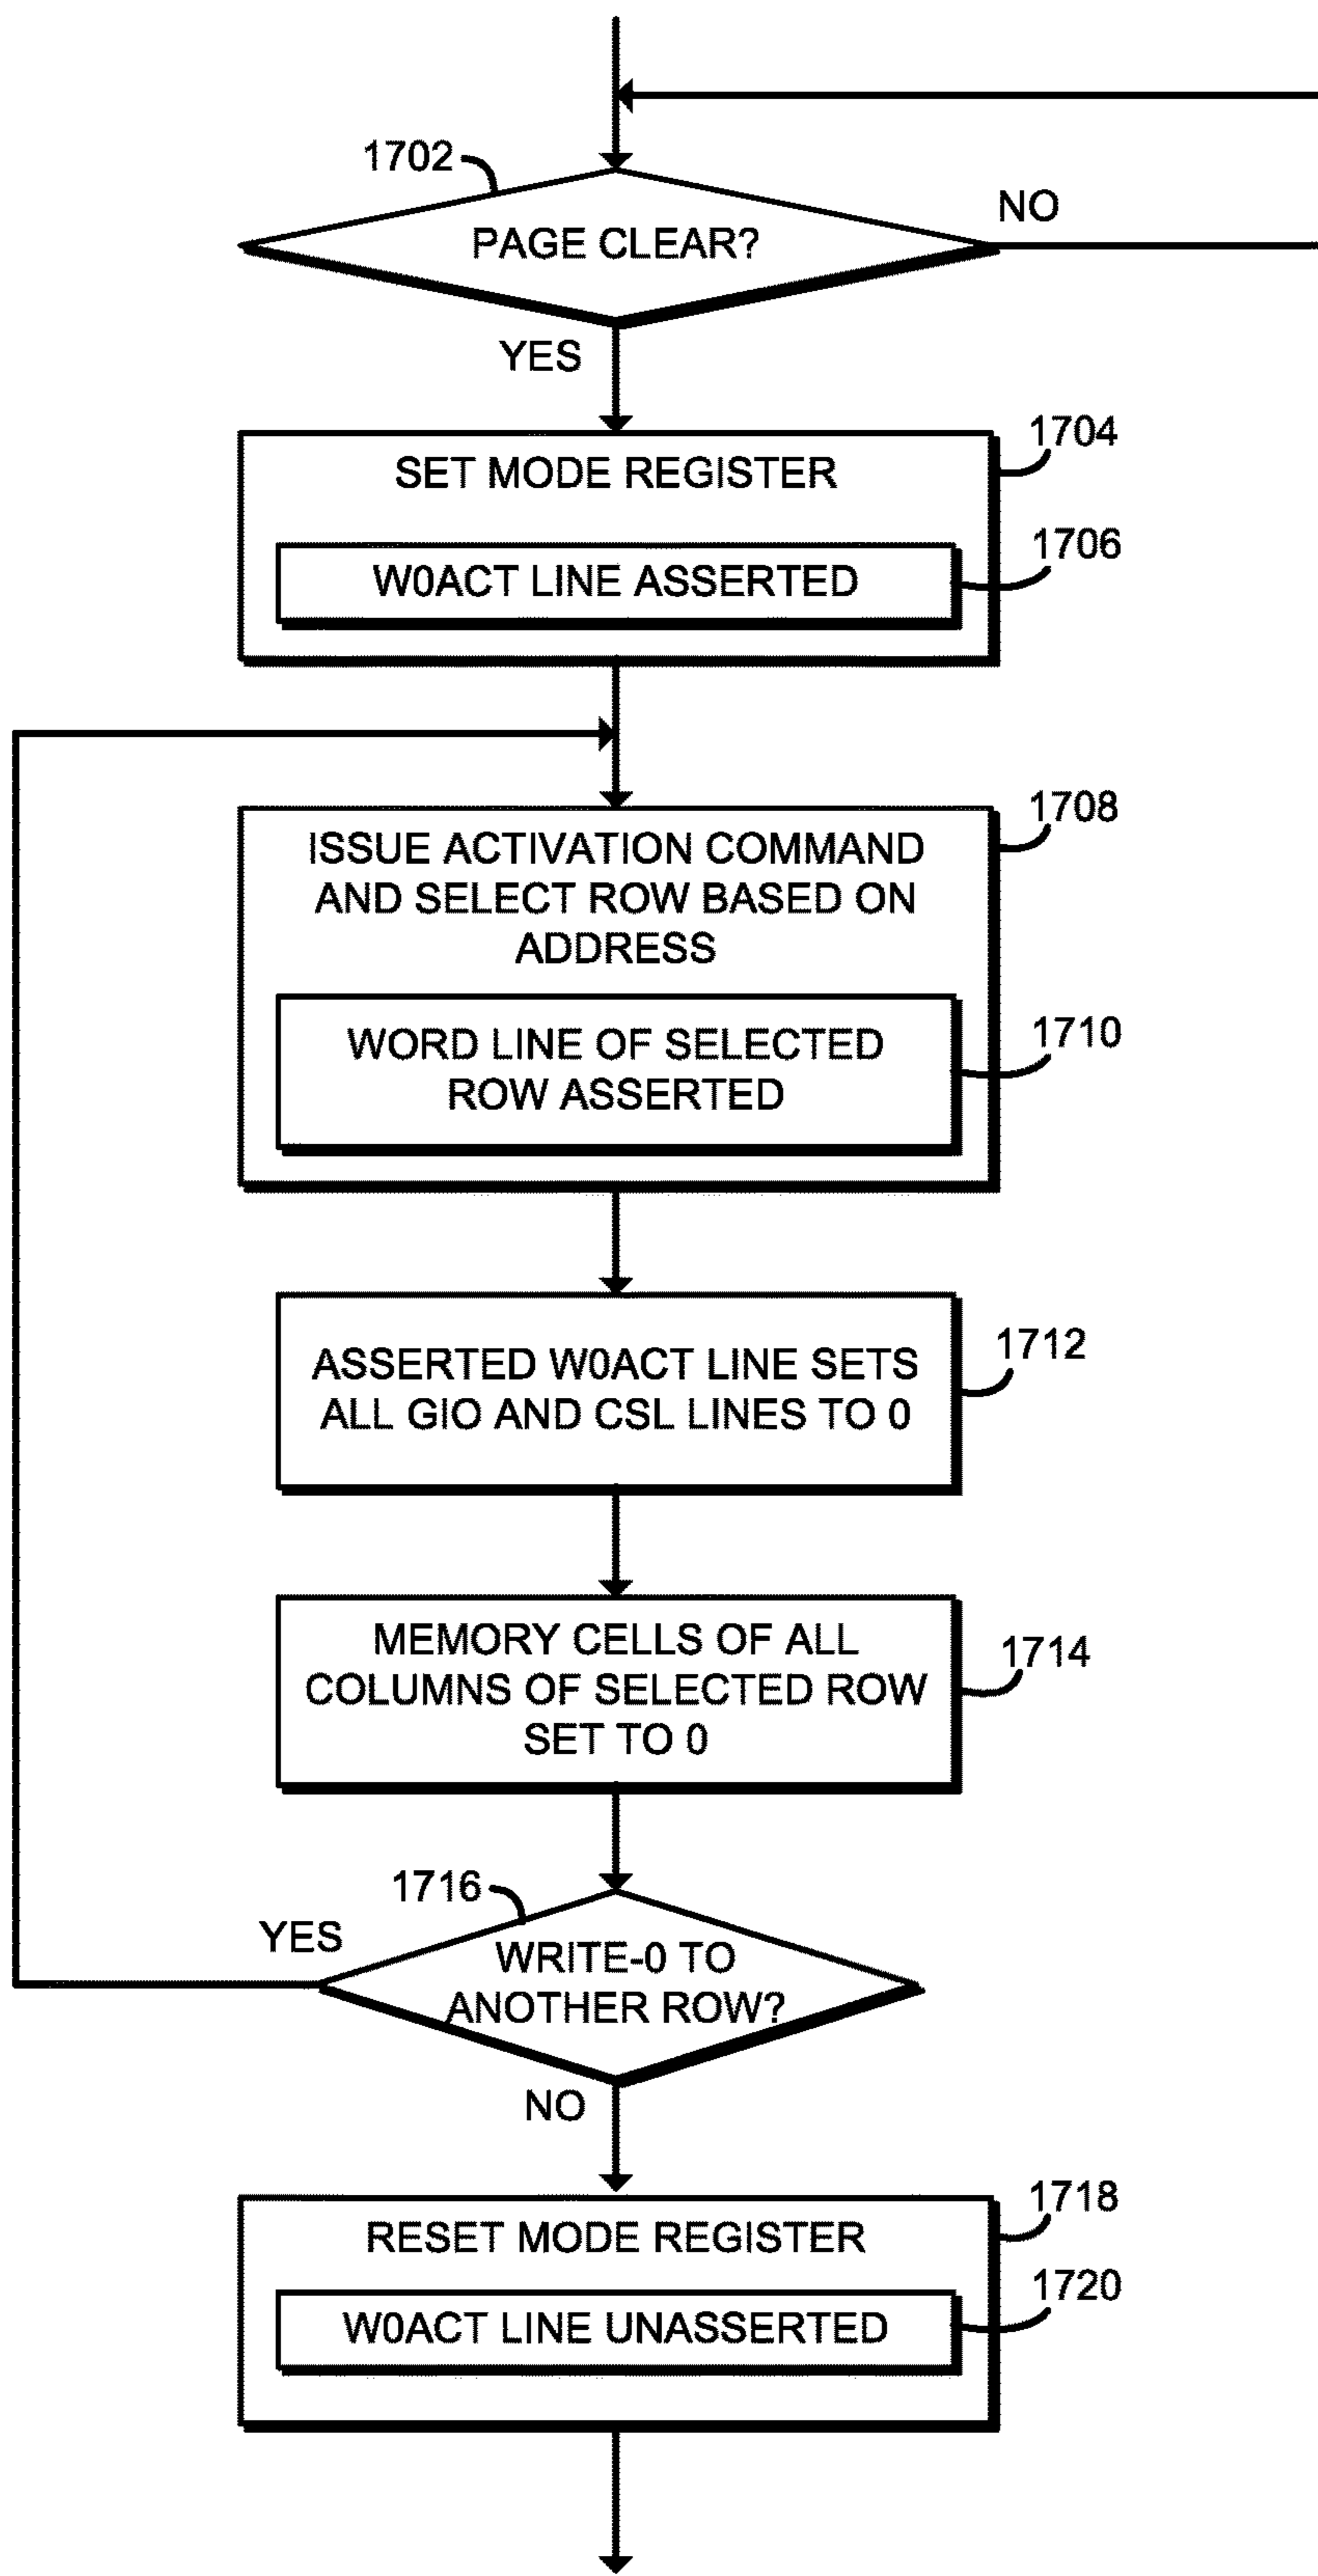 1702
PAGE CLEAR?
NO
YES
1704
SET MODE REGISTER
1706
W0ACT LINE ASSERTED
1708
ISSUE ACTIVATION COMMAND
AND SELECT ROW BASED ON
ADDRESS
1710
WORD LINE OF SELECTED
ROW ASSERTED
1712
ASSERTED W0ACT LINE SETS
ALL GIO AND CSL LINES TO 0
1714
MEMORY CELLS OF ALL
COLUMNS OF SELECTED ROW
SET TO 0
1716
YES
WRITE-0 TO
ANOTHER ROW?
NO
1718
RESET MODE REGISTER
1720
W0ACT LINE UNASSERTED